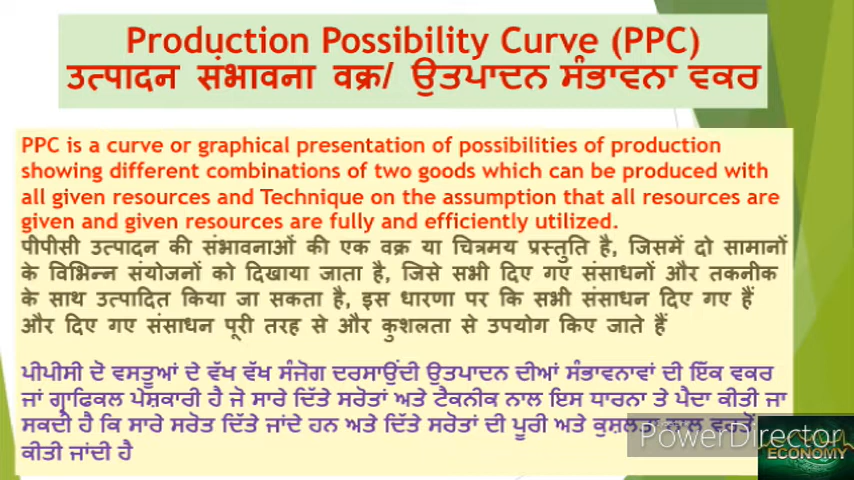 Production Possibility Curve (PPC)
उत्पादन संभावना वक्र/ ਉਤਪਾਦਨ ਸੰਭਾਵਨਾ ਵਕਰ
PPC is a curve or graphical presentation of possibilities of production
showing different combinations of two goods which can be produced with
all given resources and Technique on the assumption that all resources are
given and given resources are fully and efficiently utilized.
पीपीसी उत्पादन की संभावनाओं की एक वक्र या चित्रमय प्रस्तुति है, जिसमें दो सामानों
के विभिन्न संयोजनों को दिखाया जाता है, जिसे सभी दिए गए संसाधनों और तकनीक
के साथ उत्पादित किया जा सकता है, इस धारणा पर कि सभी संसाधन दिए गए हैं
और दिए गए संसाधन पूरी तरह से और कुशलता से उपयोग किए जाते हैं
ਪੀਪੀਸੀ ਦੋ ਵਸਤੂਆਂ ਦੇ ਵੱਖ ਵੱਖ ਸੰਜੋਗ ਦਰਸਾਉਂਦੀ ਉਤਪਾਦਨ ਦੀਆਂ ਸੰਭਾਵਨਾਵਾਂ ਦੀ ਇੱਕ ਵਕਰ
ਜਾਂ ਗ੍ਰਾਫਿਕਲ ਪੇਸ਼ਕਾਰੀ ਹੈ ਜੋ ਸਾਰੇ ਦਿੱਤੇ ਸਰੋਤਾਂ ਅਤੇ ਟੈਕਨੀਕ ਨਾਲ ਇਸ ਧਾਰਨਾ ਤੇ ਪੈਦਾ ਕੀਤੀ ਜਾ
ਸਕਦੀ ਹੈ ਕਿ ਸਾਰੇ ਸਰੋਤ ਦਿੱਤੇ ਜਾਂਦੇ ਹਨ ਅਤੇ ਦਿੱਤੇ ਸਰੋਤਾਂ ਦੀ ਪੂਰੀ ਅਤੇ ਕੁਸ਼ਲਤਾ ਨਾਲ ਵਰਤੋਂ
PowerDirector
ECONOMY
ਕੀਤੀ ਜਾਂਦੀ ਹੈ